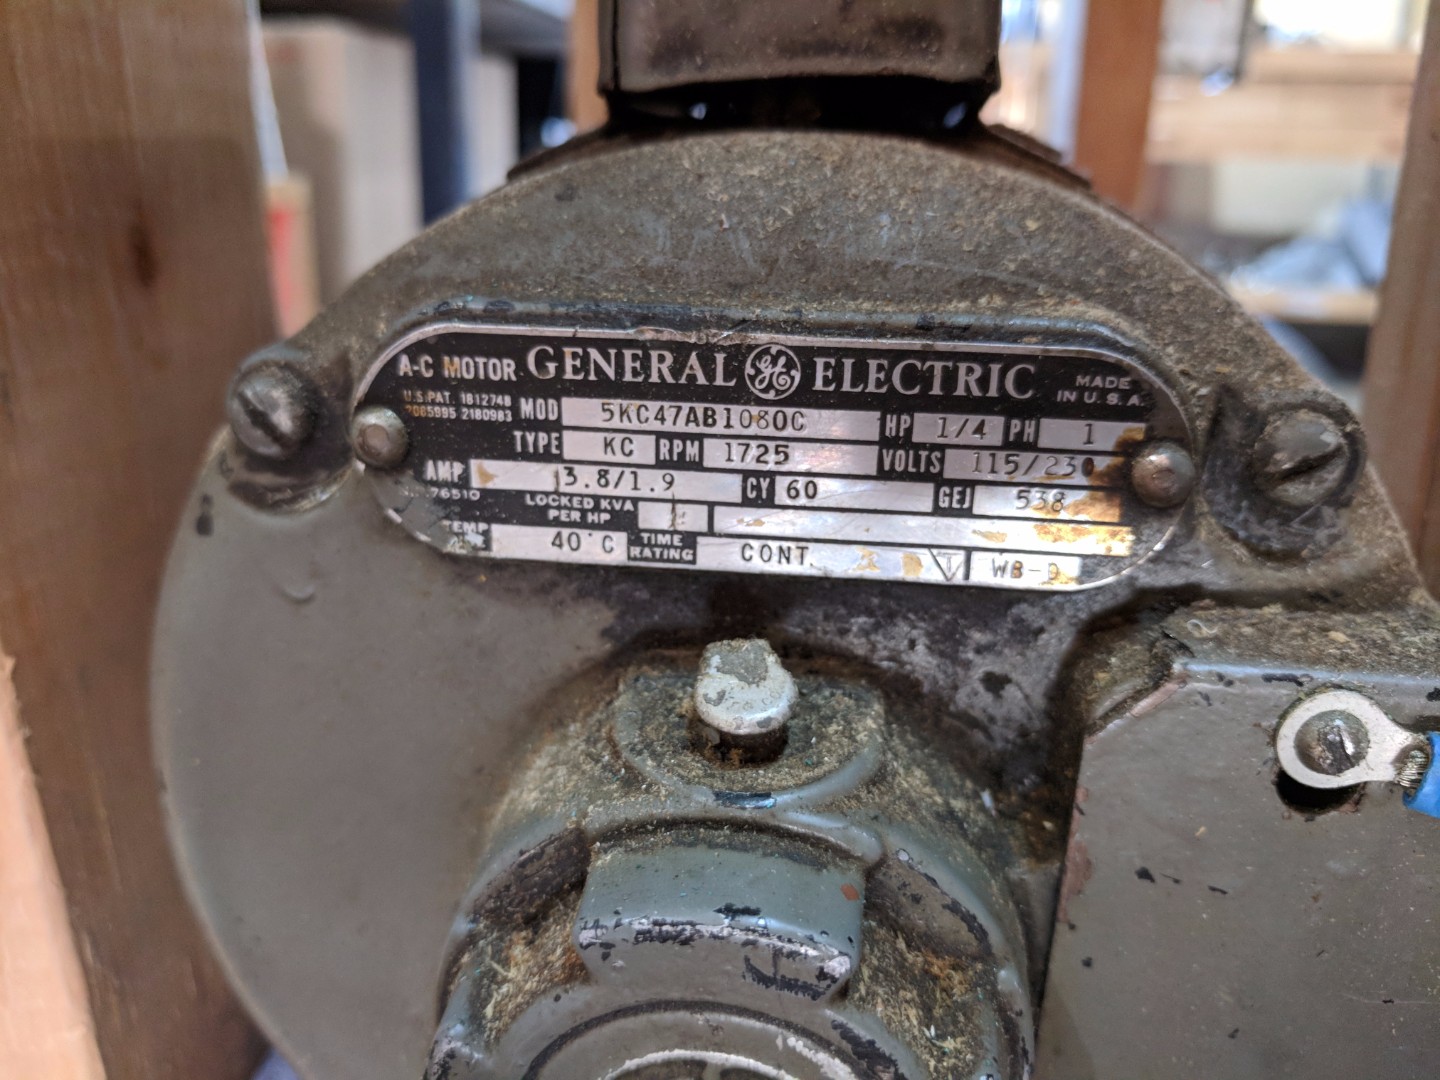 A-C MOTOR GENERAL GE ELECTRIC MADE IN U.S.A.
U.S. PAT. 1812748
2085995 2180983
MOD 5KC47AB1080C HP 1/4 PH 1
TYPE KC RPM 1725 VOLTS 115/230
AMP 3.8/1.9 CY 60 GEJ 538
76510 LOCKED KVA PER HP
TEMP 40°C TIME RATING CONT. WB-